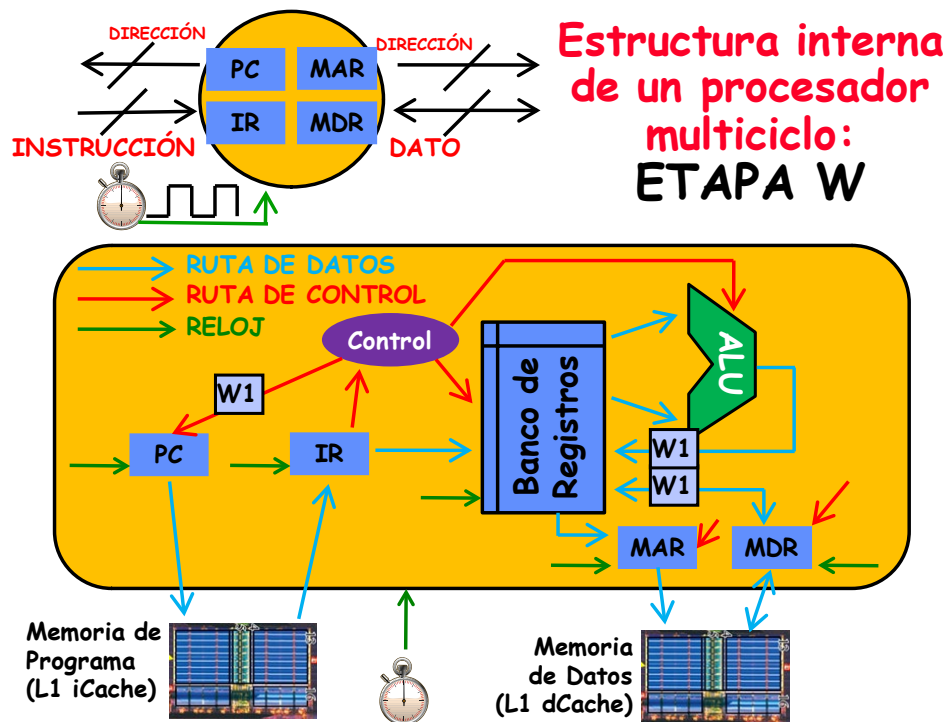 DIRECCIÓN
DIRECCIÓN
PC
MAR
IR
MDR
INSTRUCCIÓN
DATO
Estructura interna
de un procesador
multiciclo:
ETAPA W
RUTA DE DATOS
RUTA DE CONTROL
RELOJ
Control
W1
PC
IR
Banco de
Registros
ALU
W1
W1
MAR
MDR
Memoria de
Programa
(L1 iCache)
Memoria
de Datos
(L1 dCache)